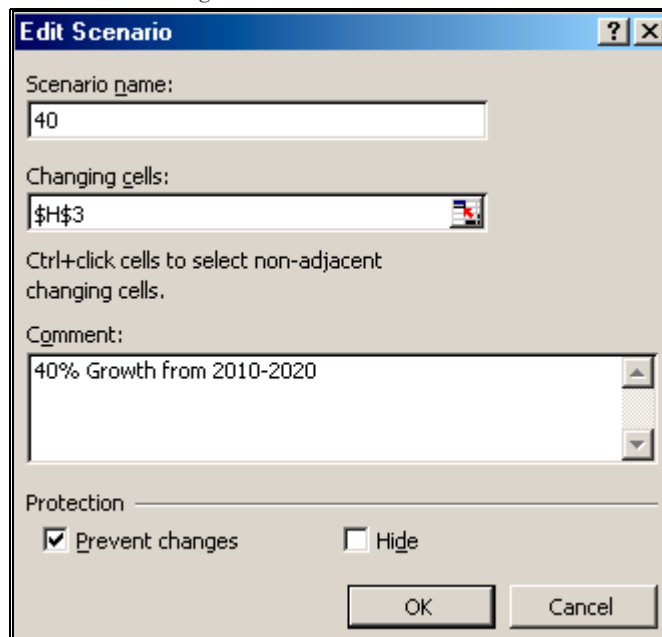 Edit Scenario
Scenario name:
40
Changing cells:
$H$3
Ctrl+click cells to select non-adjacent
changing cells.
Comment:
40% Growth from 2010-2020
Protection
Prevent changes Hide
OK Cancel